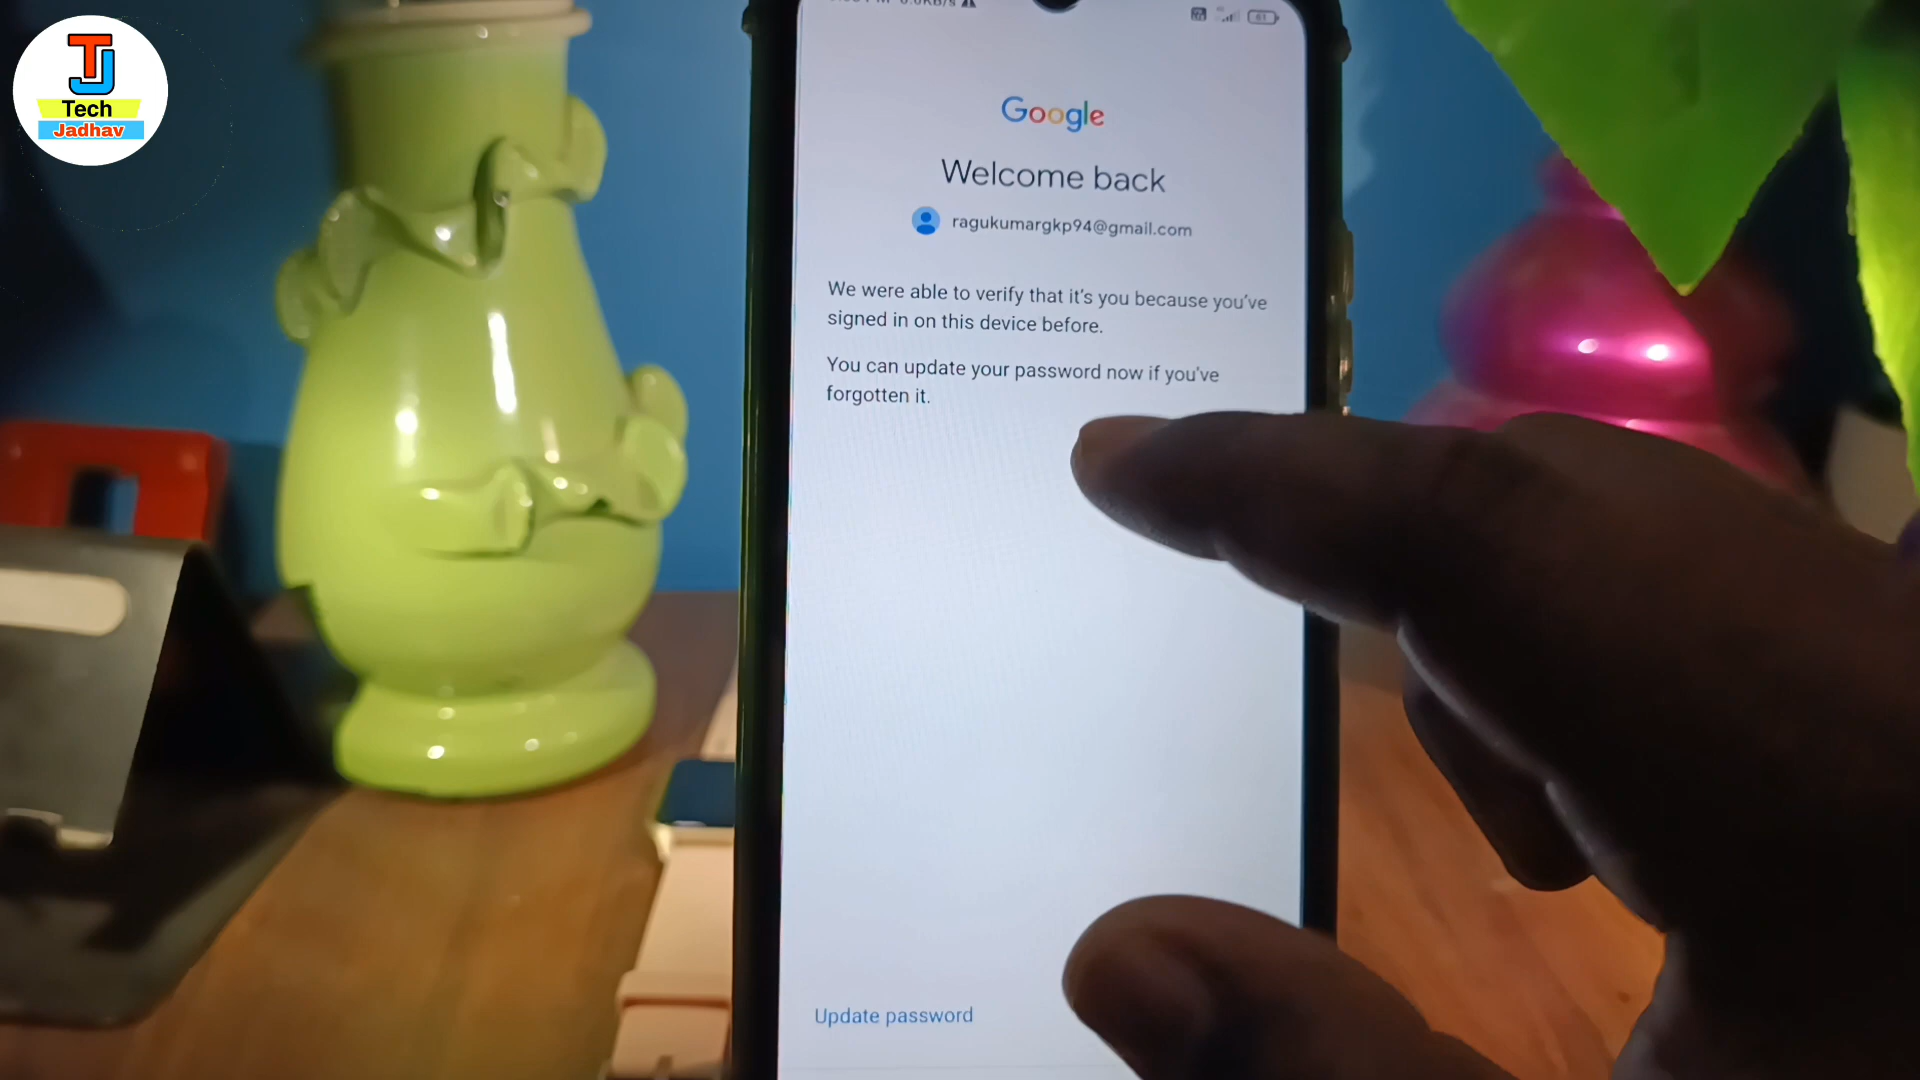 TJ
Tech
Jadhav
Google
Welcome back
ragukumargkp94@gmail.com
We were able to verify that it's you because you've
signed in on this device before.
You can update your password now if you've
forgotten it.
Update password